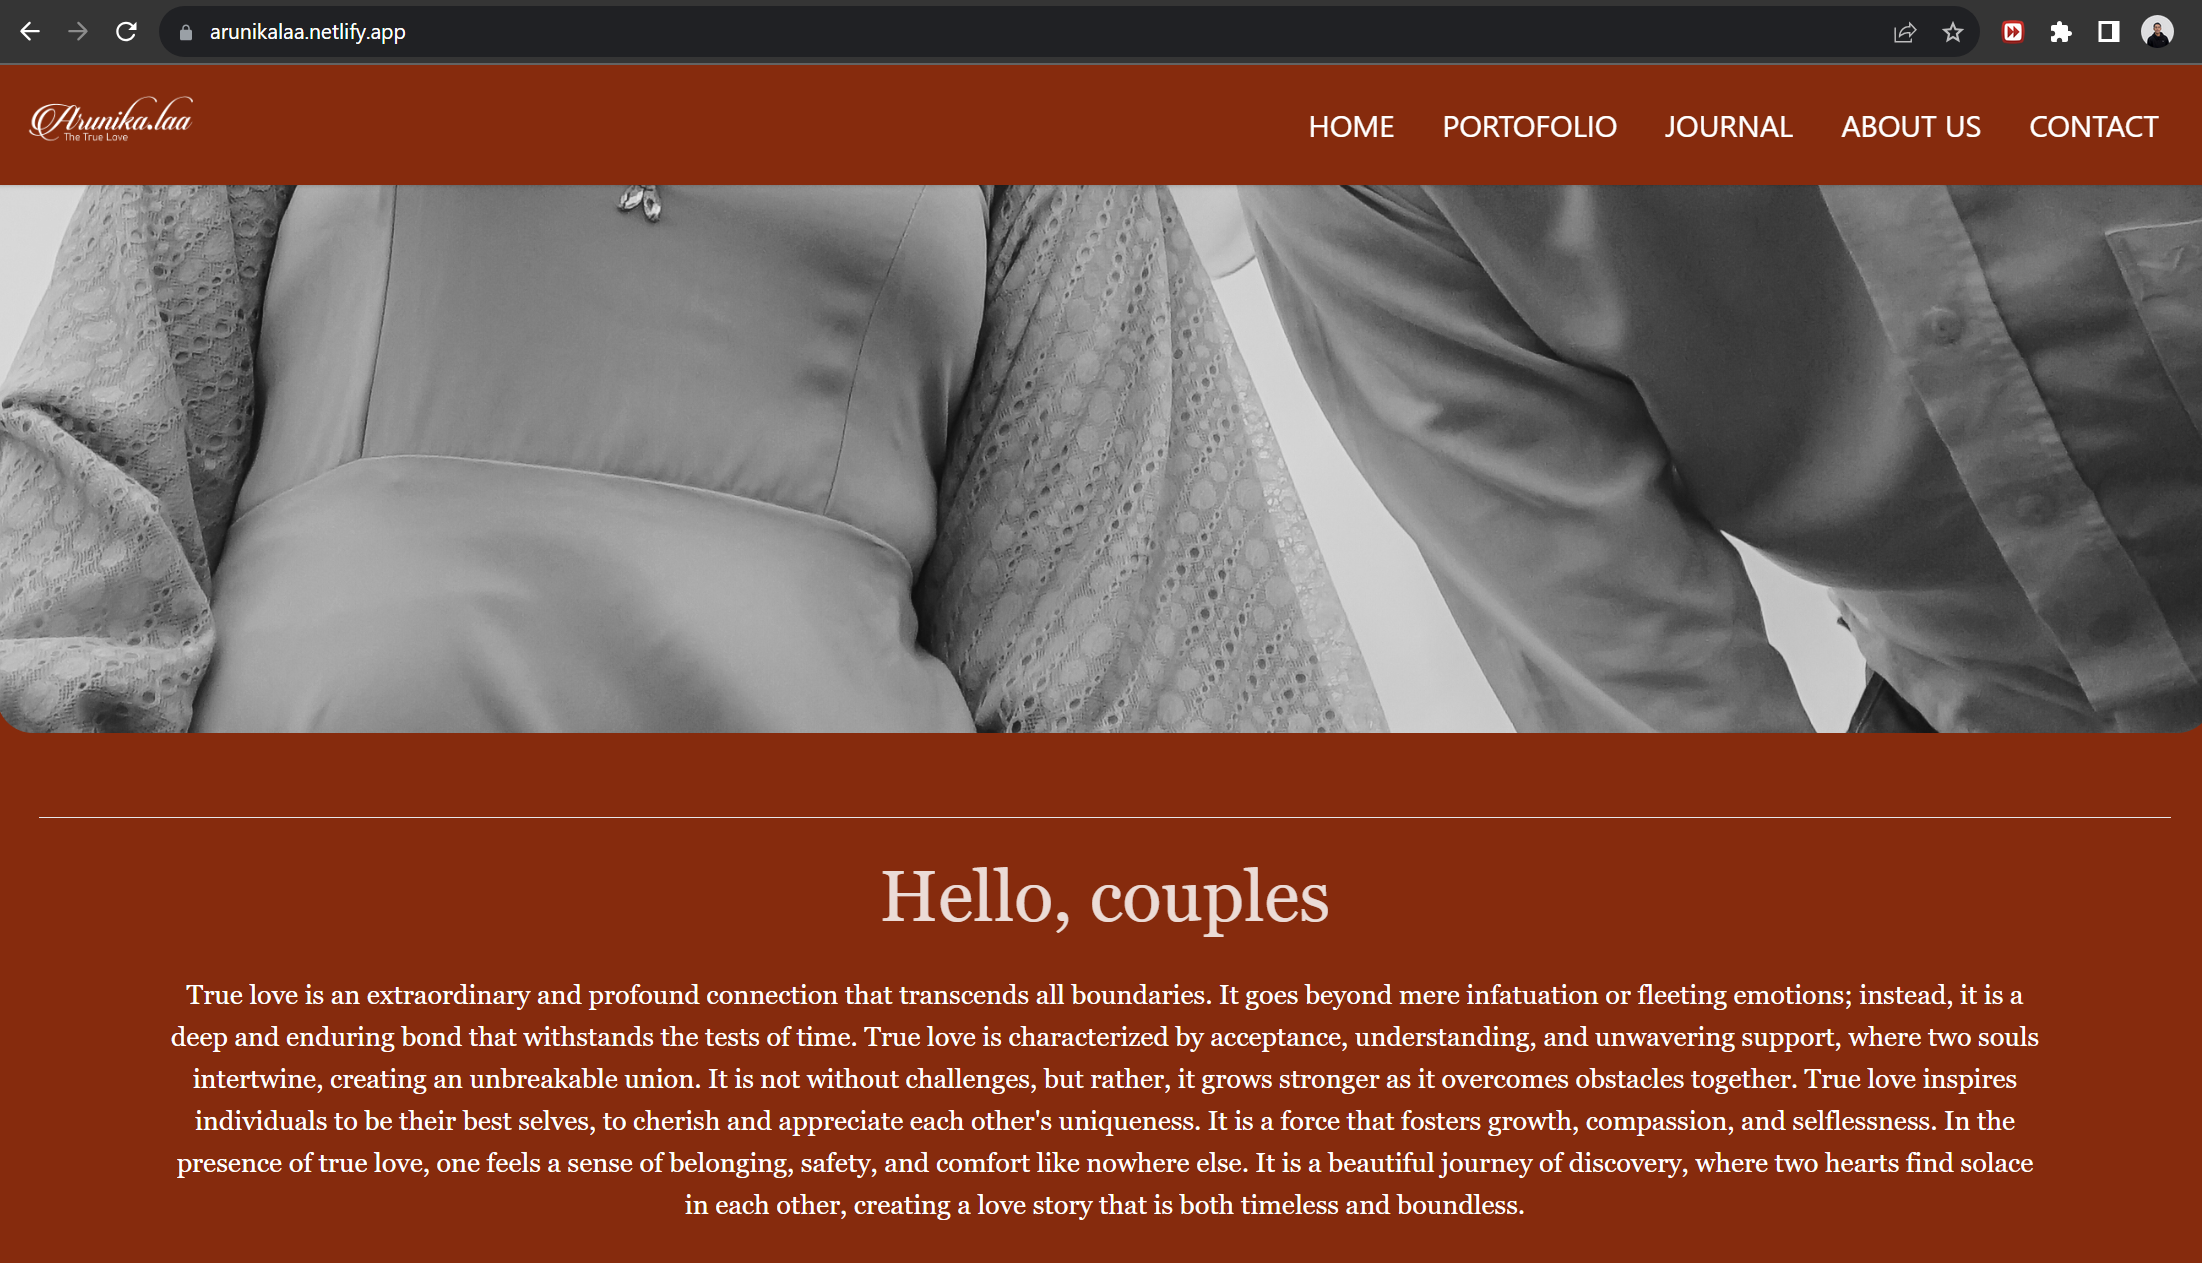 arunikalaa.netlify.app
Arunika.laa
The True Love
HOME PORTOFOLIO JOURNAL ABOUT US CONTACT
Hello, couples
True love is an extraordinary and profound connection that transcends all boundaries. It goes beyond mere infatuation or fleeting emotions; instead, it is a
deep and enduring bond that withstands the tests of time. True love is characterized by acceptance, understanding, and unwavering support, where two souls
intertwine, creating an unbreakable union. It is not without challenges, but rather, it grows stronger as it overcomes obstacles together. True love inspires
individuals to be their best selves, to cherish and appreciate each other's uniqueness. It is a force that fosters growth, compassion, and selflessness. In the
presence of true love, one feels a sense of belonging, safety, and comfort like nowhere else. It is a beautiful journey of discovery, where two hearts find solace
in each other, creating a love story that is both timeless and boundless.